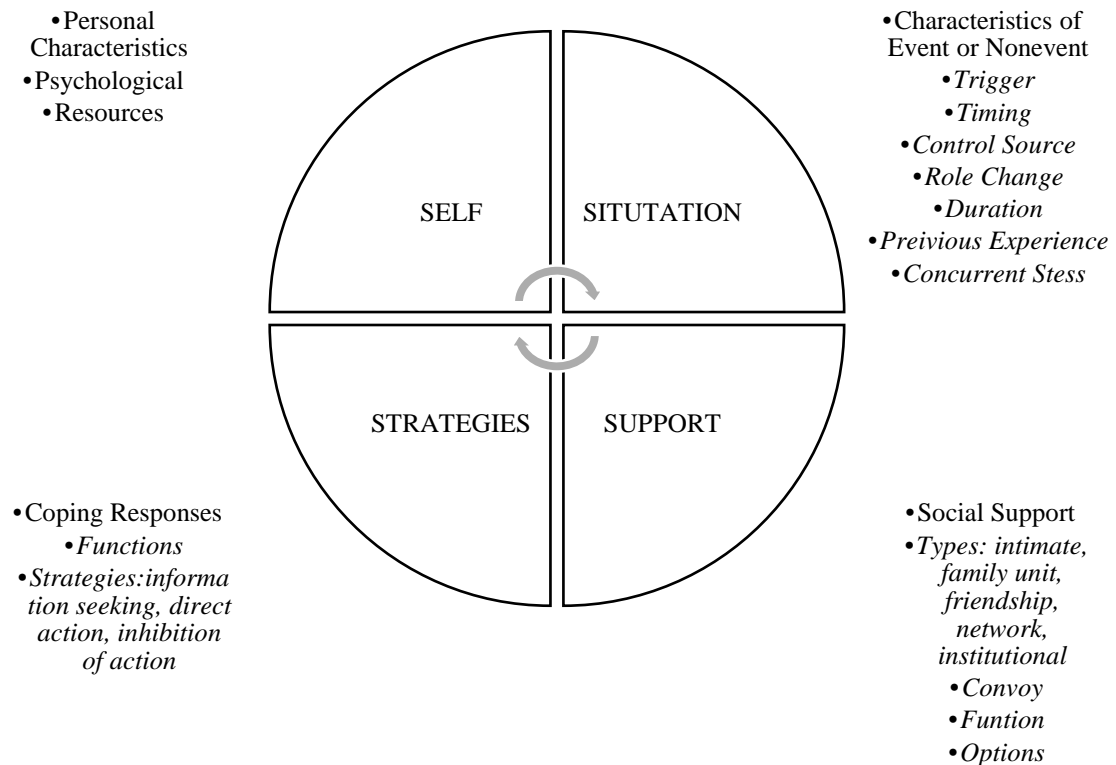 •Personal
Characteristics
•Psychological
•Resources
•Characteristics of
Event or Nonevent
•Trigger
•Timing
•Control Source
•Role Change
•Duration
•Preivious Experience
•Concurrent Stess
SELF
SITUTATION
STRATEGIES
SUPPORT
•Coping Responses
•Functions
•Strategies:informa
tion seeking, direct
action, inhibition
of action
•Social Support
•Types: intimate,
family unit,
friendship,
network,
institutional
•Convoy
•Funtion
•Options